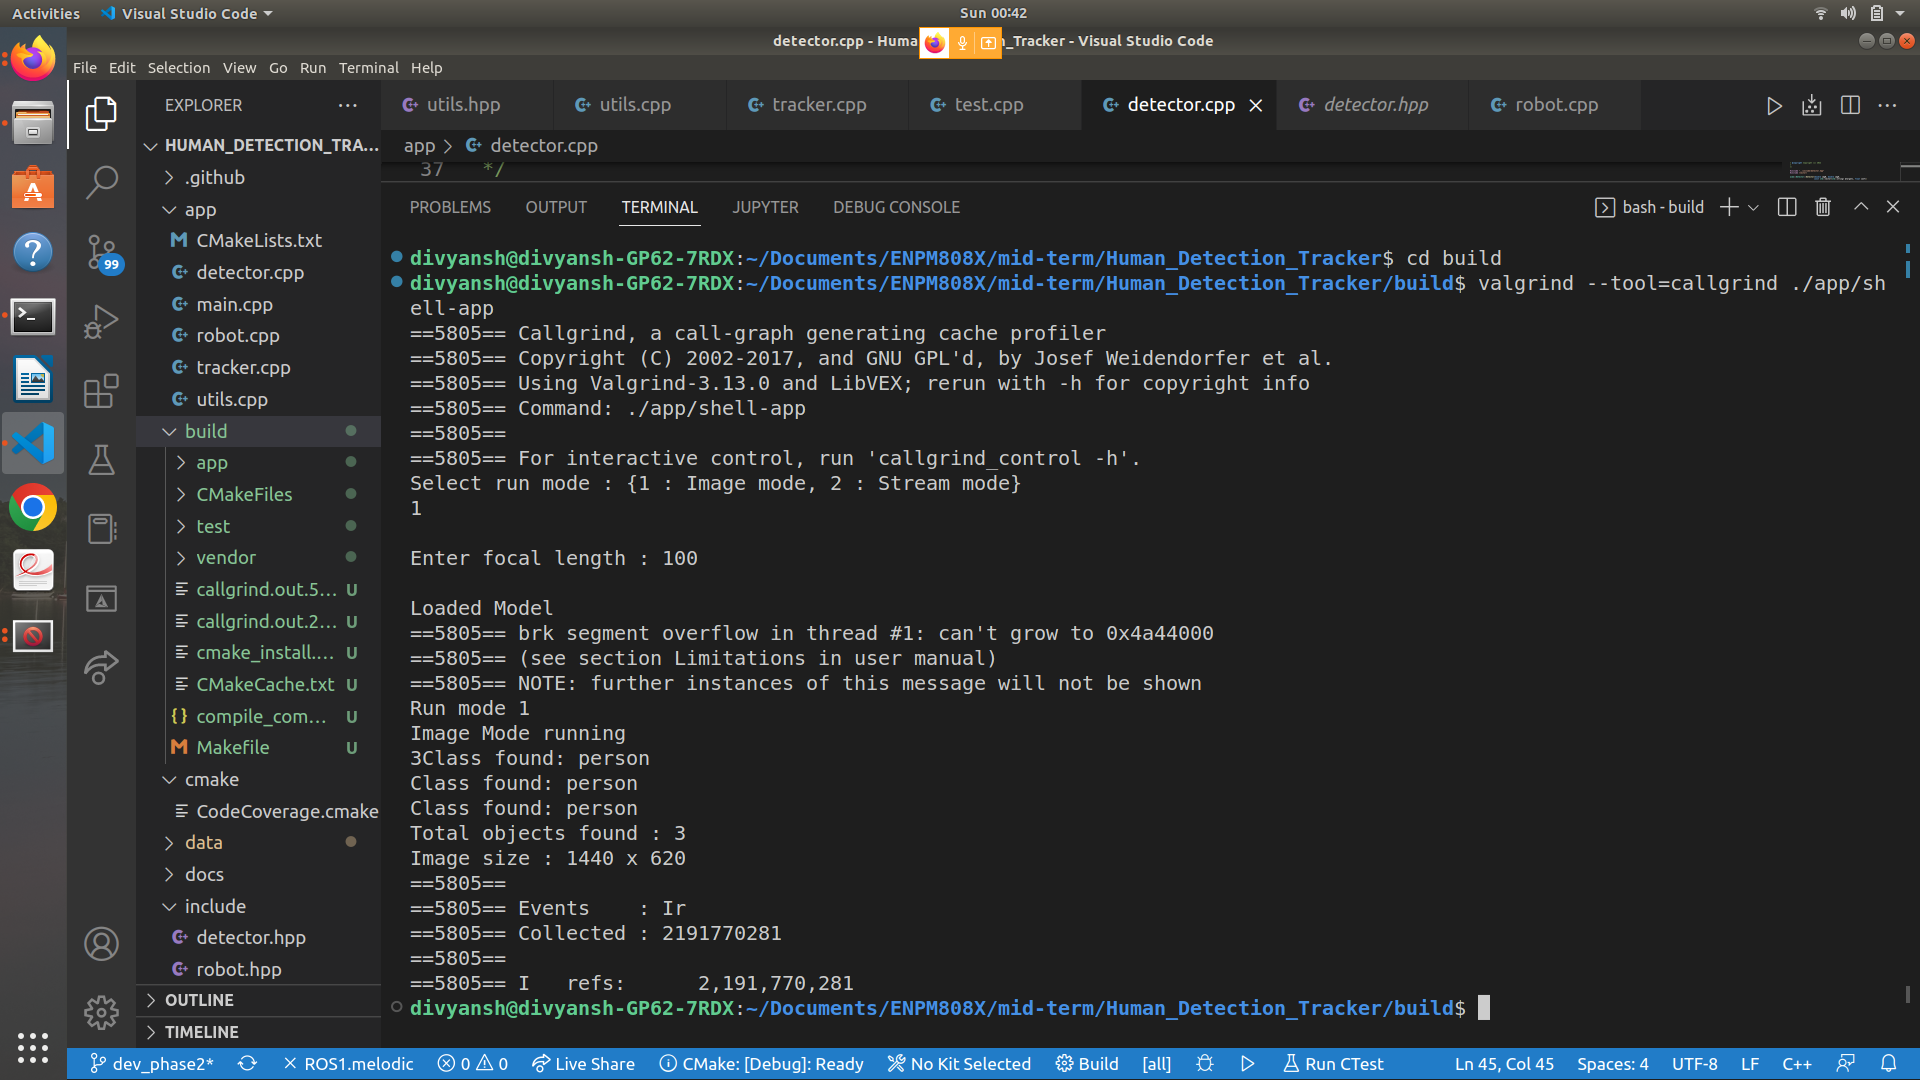 Activities
Visual Studio Code
Sun 00:42
detector.cpp - Huma
n_Tracker - Visual Studio Code
File Edit Selection View Go Run Terminal Help
EXPLORER
utils.hpp
utils.cpp
tracker.cpp
test.cpp
detector.cpp
detector.hpp
robot.cpp
app > detector.cpp
37 */
HUMAN_DETECTION_TRA...
.github
app
CMakeLists.txt
detector.cpp
main.cpp
robot.cpp
tracker.cpp
utils.cpp
build
app
CMakeFiles
test
vendor
callgrind.out.5... U
callgrind.out.2... U
cmake_install.... U
CMakeCache.txt U
compile_com... U
Makefile U
cmake
CodeCoverage.cmake
data
docs
include
detector.hpp
robot.hpp
OUTLINE
TIMELINE
99
PROBLEMS OUTPUT TERMINAL JUPYTER DEBUG CONSOLE
bash - build
divyansh@divyansh-GP62-7RDX:~/Documents/ENPM808X/mid-term/Human_Detection_Tracker$ cd build
divyansh@divyansh-GP62-7RDX:~/Documents/ENPM808X/mid-term/Human_Detection_Tracker/build$ valgrind --tool=callgrind ./app/sh
ell-app
==5805== Callgrind, a call-graph generating cache profiler
==5805== Copyright (C) 2002-2017, and GNU GPL'd, by Josef Weidendorfer et al.
==5805== Using Valgrind-3.13.0 and LibVEX; rerun with -h for copyright info
==5805== Command: ./app/shell-app
==5805==
==5805== For interactive control, run 'callgrind_control -h'.
Select run mode : {1 : Image mode, 2 : Stream mode}
1
Enter focal length : 100
Loaded Model
==5805== brk segment overflow in thread #1: can't grow to 0x4a44000
==5805== (see section Limitations in user manual)
==5805== NOTE: further instances of this message will not be shown
Run mode 1
Image Mode running
3Class found: person
Class found: person
Class found: person
Total objects found : 3
Image size : 1440 x 620
==5805==
==5805== Events    : Ir
==5805== Collected : 2191770281
==5805==
==5805== I   refs:      2,191,770,281
divyansh@divyansh-GP62-7RDX:~/Documents/ENPM808X/mid-term/Human_Detection_Tracker/build$
dev_phase2* ROS1.melodic 0 0 Live Share CMake: [Debug]: Ready No Kit Selected Build [all] Run CTest Ln 45, Col 45 Spaces: 4 UTF-8 LF C++